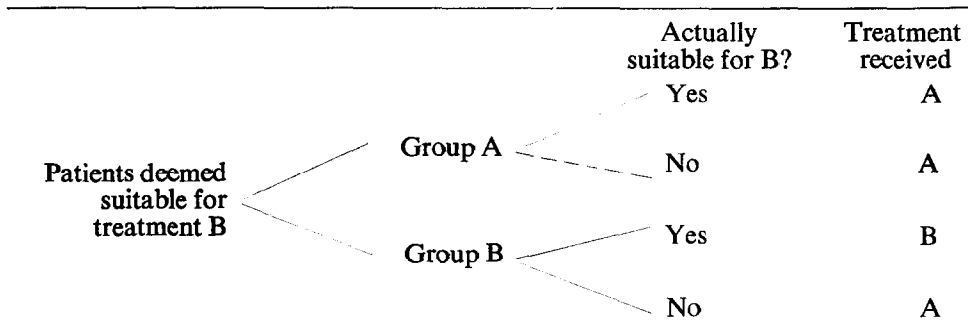 Actually Treatment
suitable for B? received
Yes A
Group A
No A
Patients deemed
suitable for
treatment B
Yes B
Group B
No A